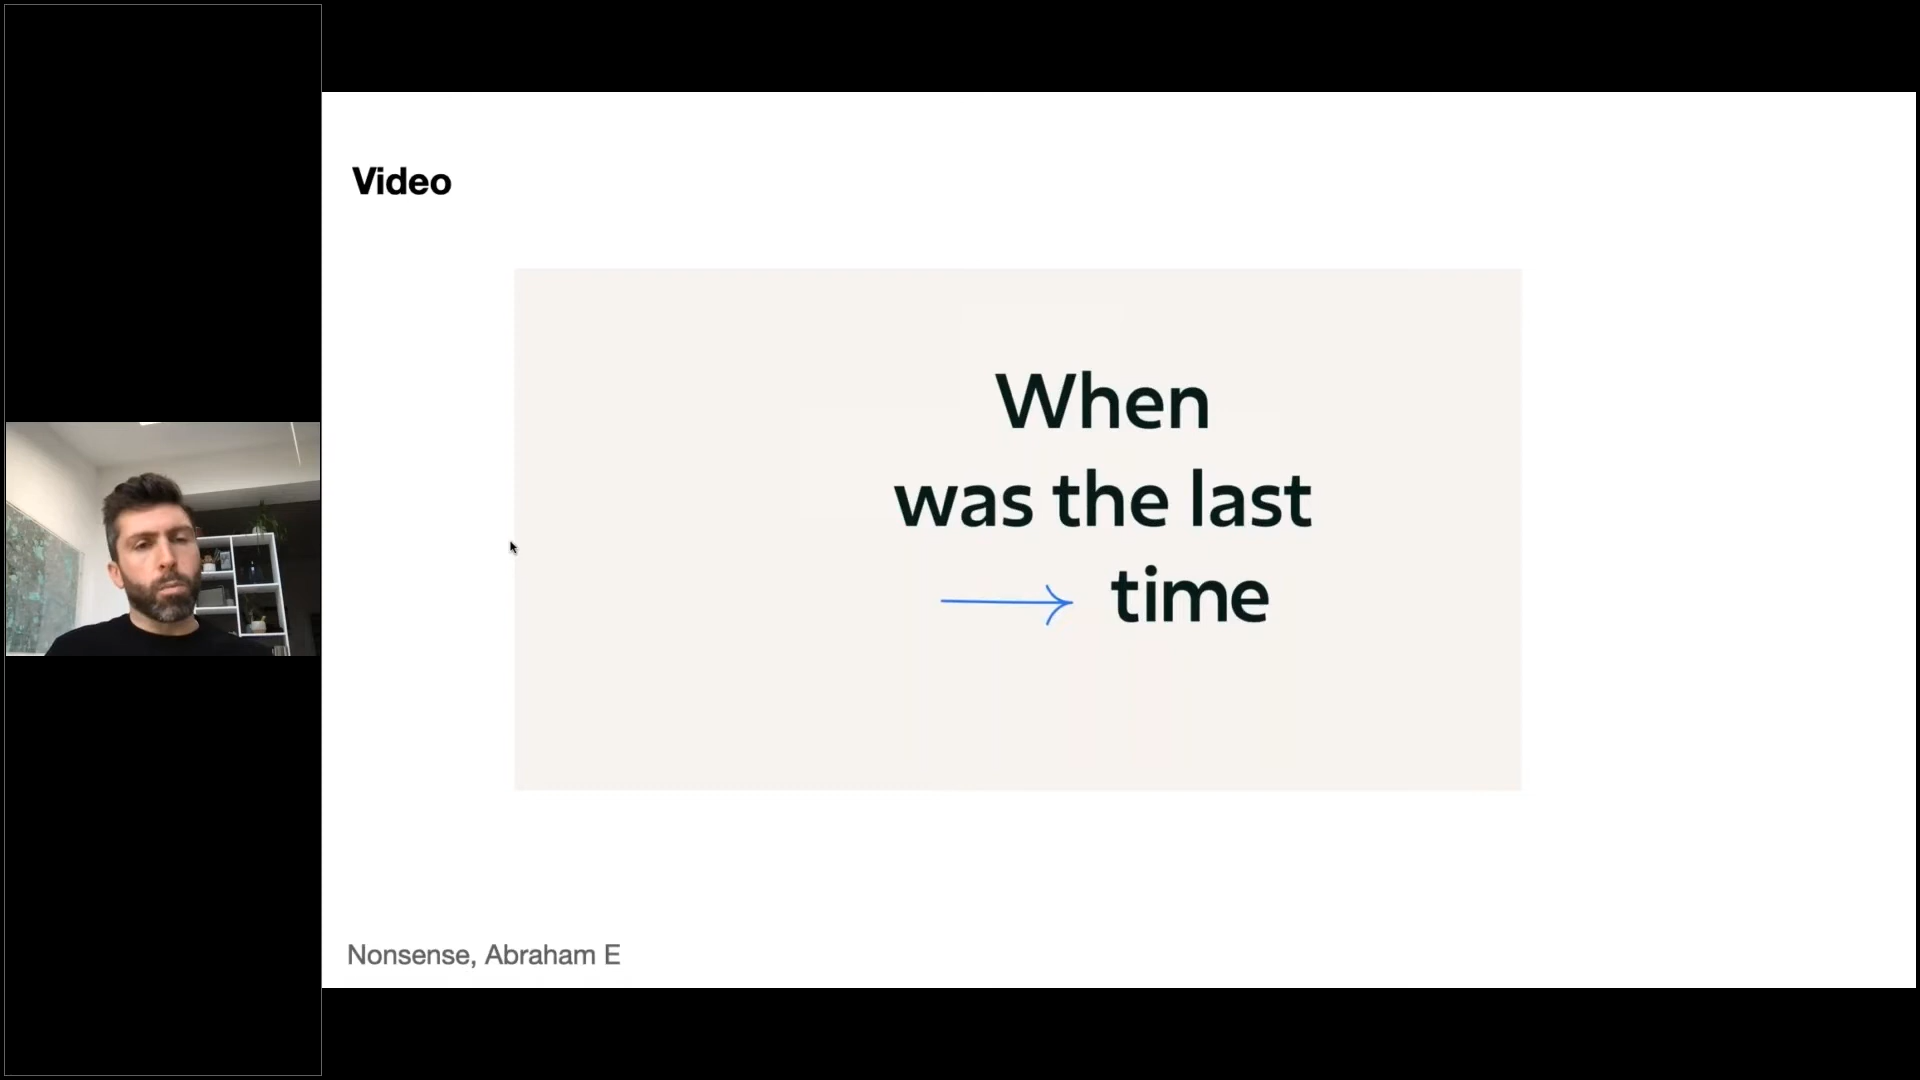 Video
When
was the last
time
Nonsense, Abraham E